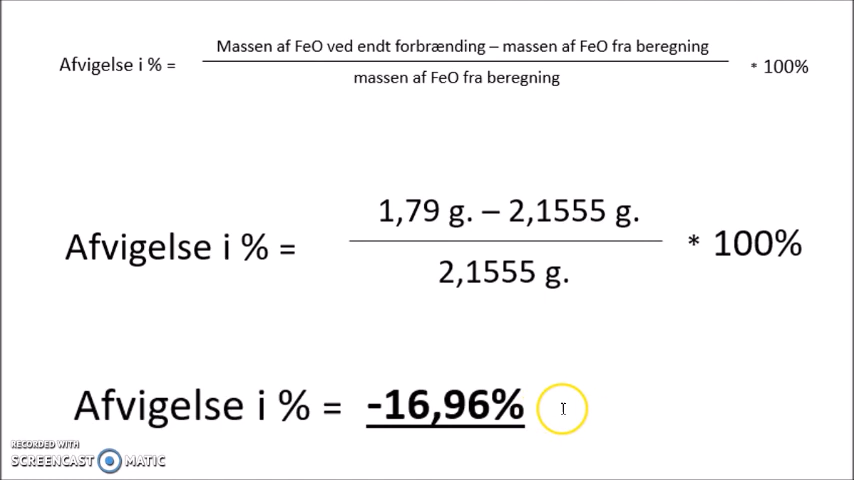 Massen af FeO ved endt forbrænding – massen af FeO fra beregning
Afvigelse i % = * 100%
massen af FeO fra beregning
1,79 g. – 2,1555 g.
Afvigelse i % = * 100%
2,1555 g.
Afvigelse i % = -16,96%
RECORDED WITH
SCREENCAST MATIC